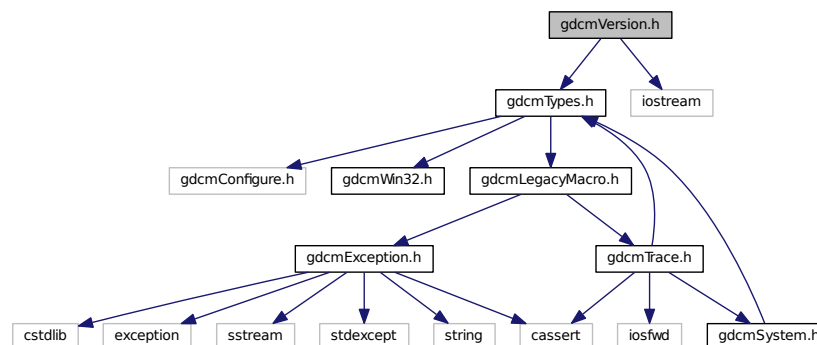 gdcmVersion.h
gdcmTypes.h
iostream
gdcmConfigure.h
gdcmWin32.h
gdcmLegacyMacro.h
gdcmException.h
gdcmTrace.h
cstdlib
exception
sstream
stdexcept
string
cassert
iosfwd
gdcmSystem.h